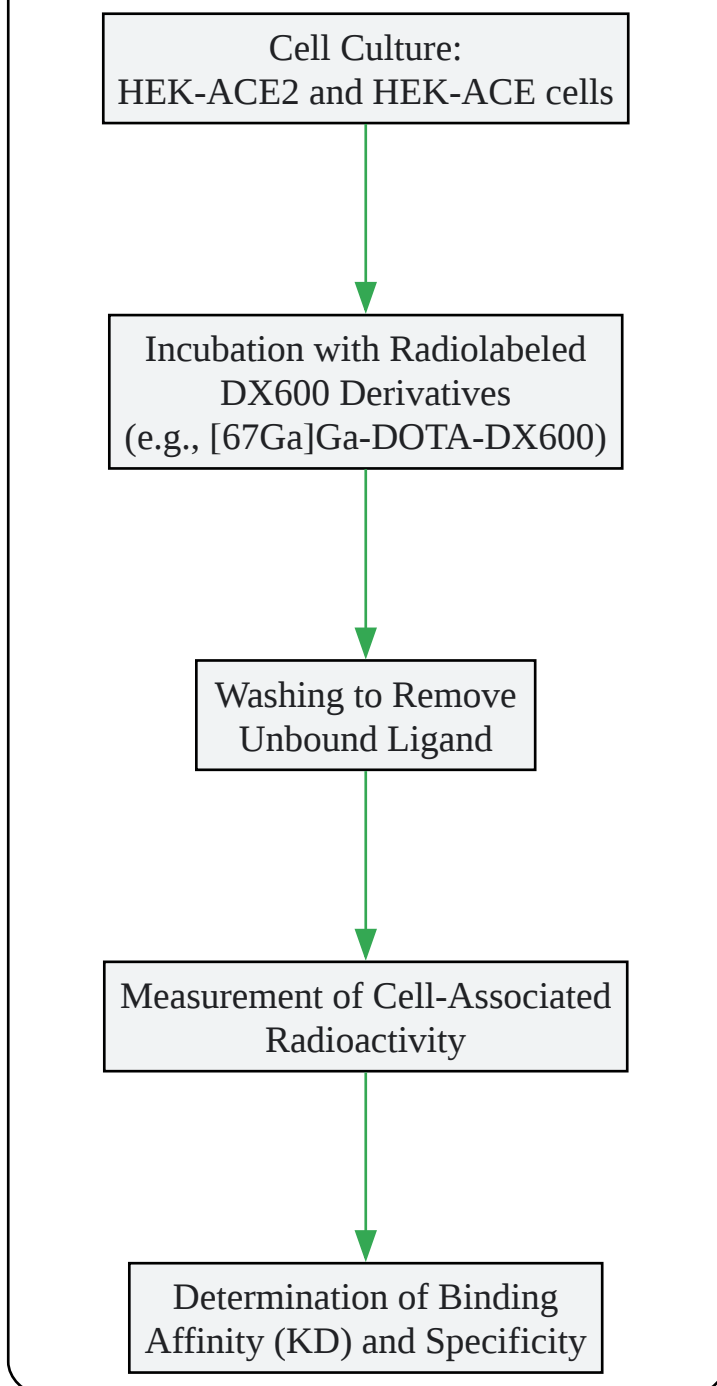 Cell Culture:
HEK-ACE2 and HEK-ACE cells
Incubation with Radiolabeled
DX600 Derivatives
(e.g., [67Ga]Ga-DOTA-DX600)
Washing to Remove
Unbound Ligand
Measurement of Cell-Associated
Radioactivity
Determination of Binding
Affinity (KD) and Specificity